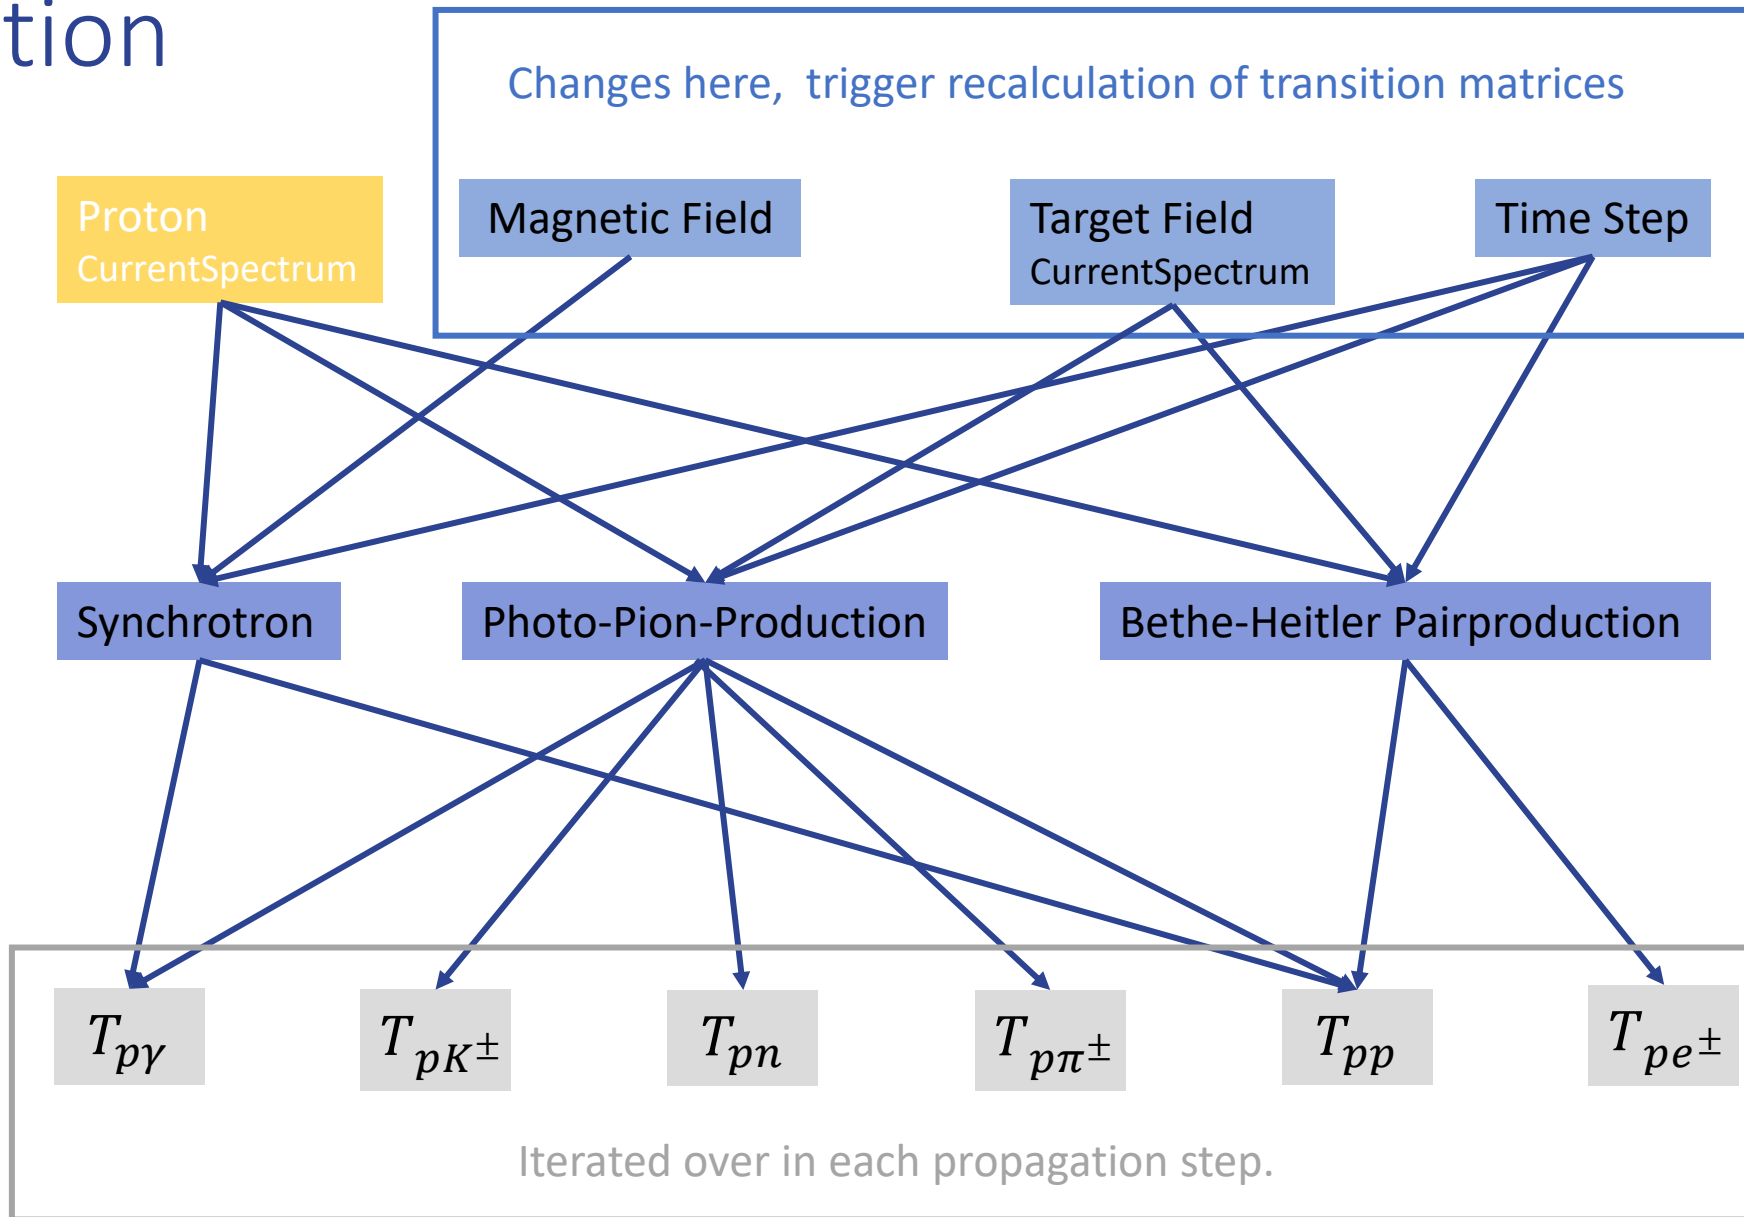 tion
Changes here, trigger recalculation of transition matrices
Proton
CurrentSpectrum
Magnetic Field
Target Field
CurrentSpectrum
Time Step
Synchrotron
Photo-Pion-Production
Bethe-Heitler Pairproduction
T_{pγ}
T_{pK^±}
T_{pn}
T_{pπ^±}
T_{pp}
T_{pe^±}
Iterated over in each propagation step.